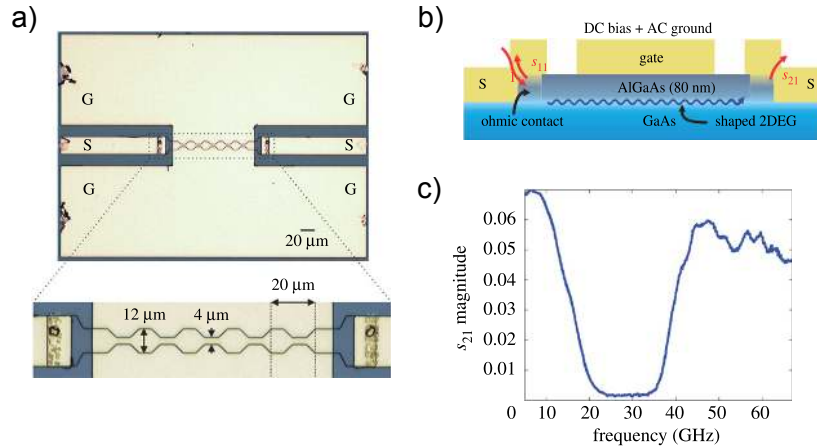 a)
G
G
S
S
G
G
20 μm
20 μm
12 μm
4 μm
b)
DC bias + AC ground
gate
S
s11
1
AlGaAs (80 nm)
s21
S
ohmic contact
GaAs
shaped 2DEG
c)
s21 magnitude
0.06
0.05
0.04
0.03
0.02
0.01
0 10 20 30 40 50 60
frequency (GHz)